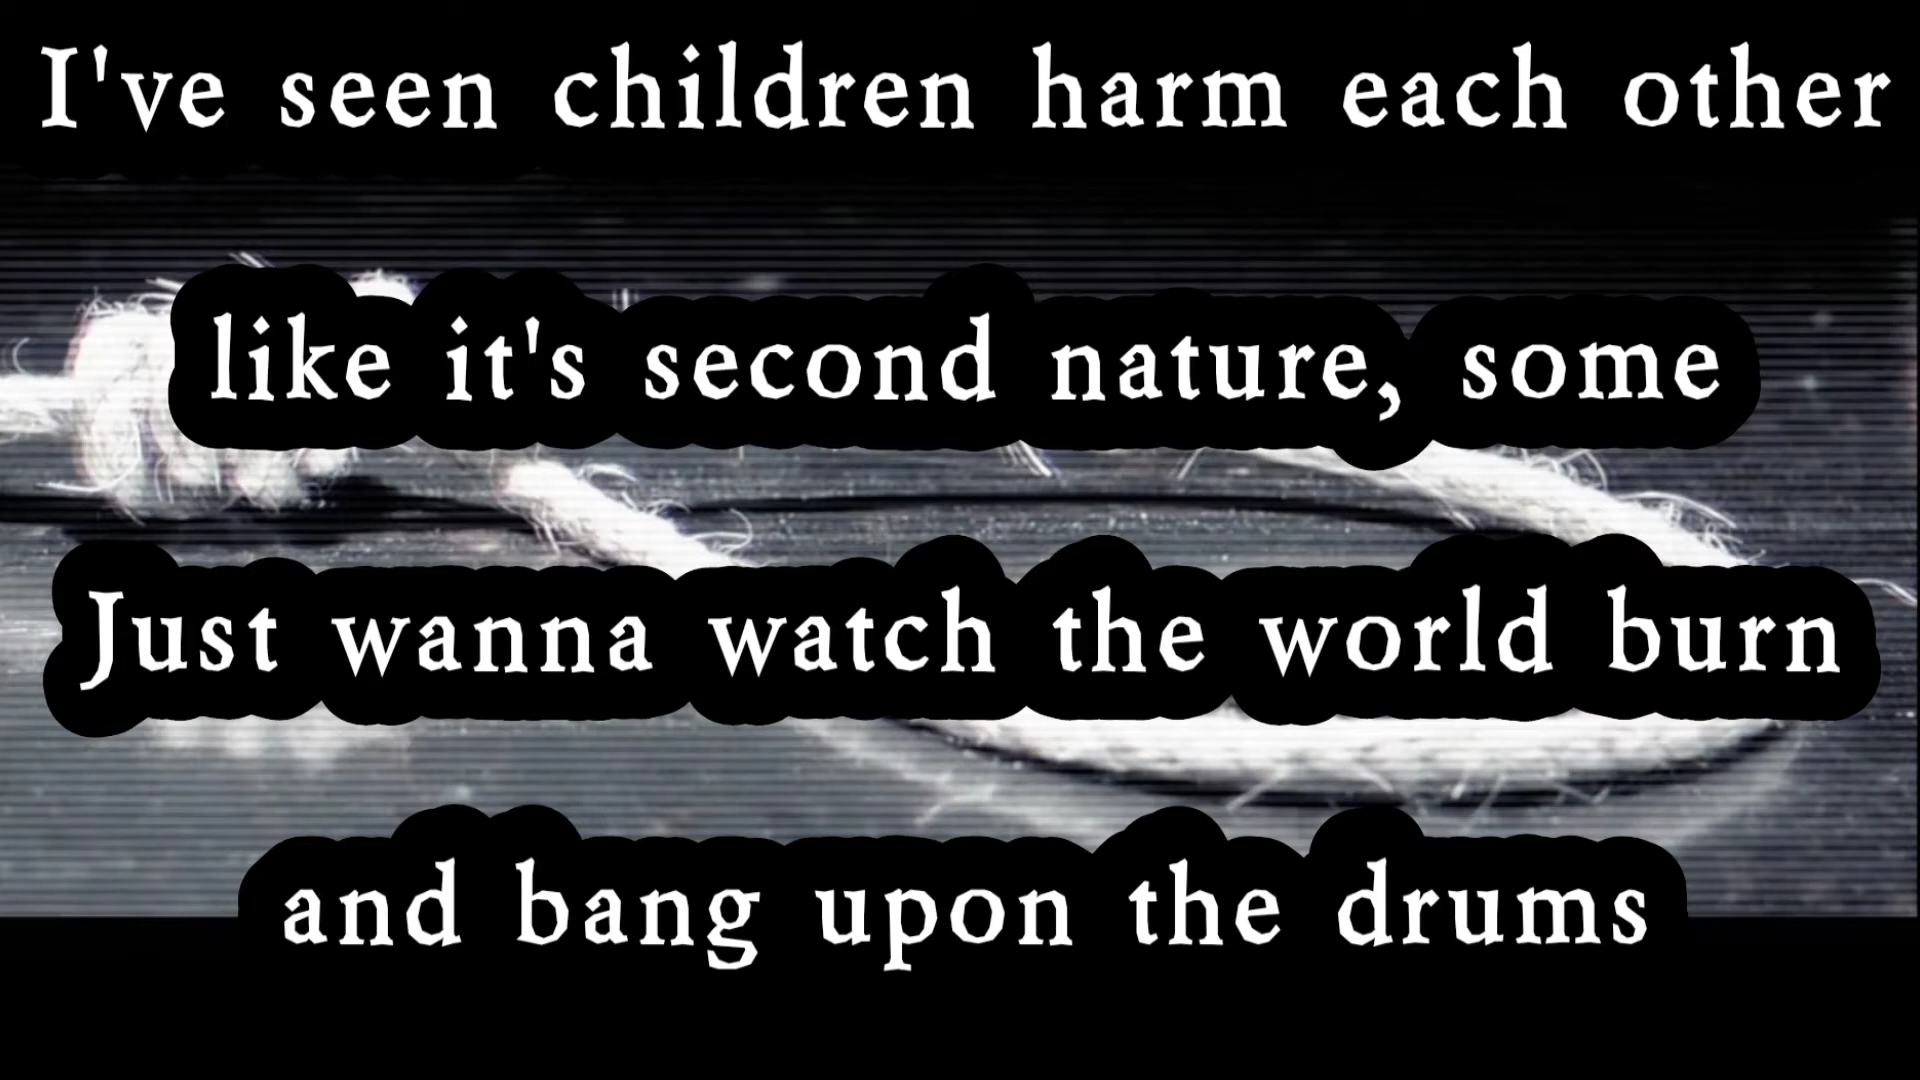 I've seen children harm each other
like it's second nature, some
Just wanna watch the world burn
and bang upon the drums